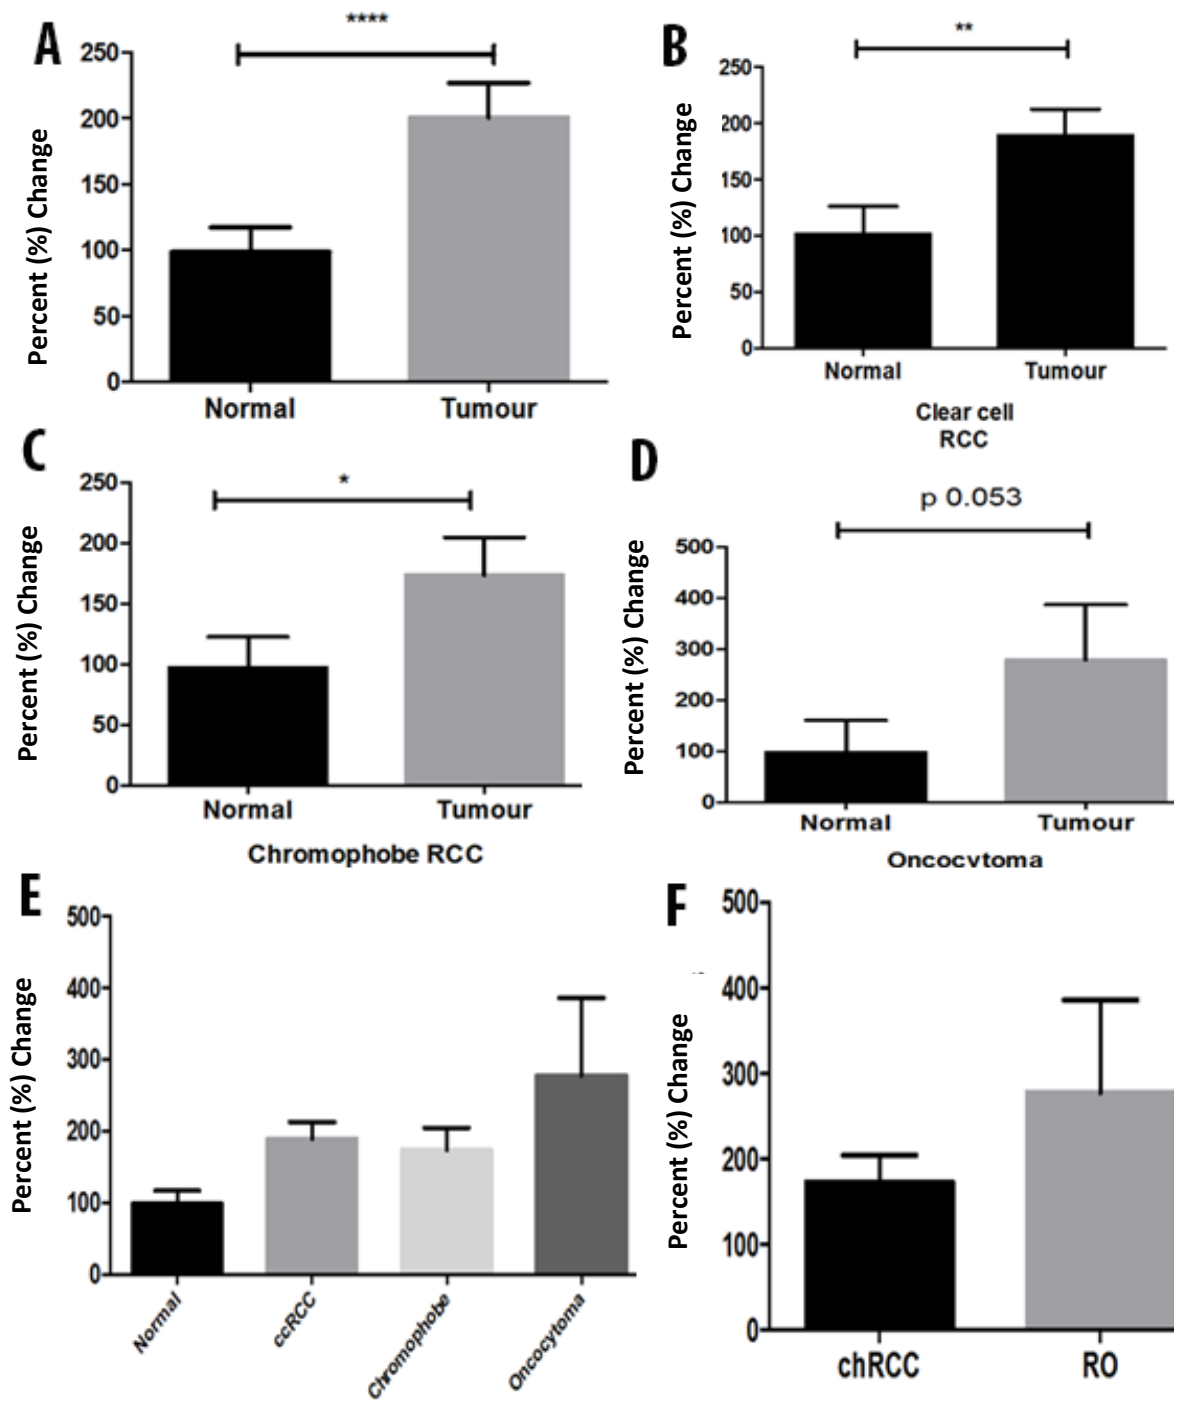 A
****
250
200
150
100
50
0
Percent (%) Change
Normal Tumour
B
**
250
200
150
100
50
0
Percent (%) Change
Normal Tumour
Clear cell
RCC
C
*
250
200
150
100
50
0
Percent (%) Change
Normal Tumour
Chromophobe RCC
D
p 0.053
500
400
300
200
100
0
Percent (%) Change
Normal Tumour
Oncocytoma
E
500
400
300
200
100
0
Percent (%) Change
Normal ccRCC Chromophobe Oncocytoma
F
500
400
300
200
100
0
Percent (%) Change
chRCC RO